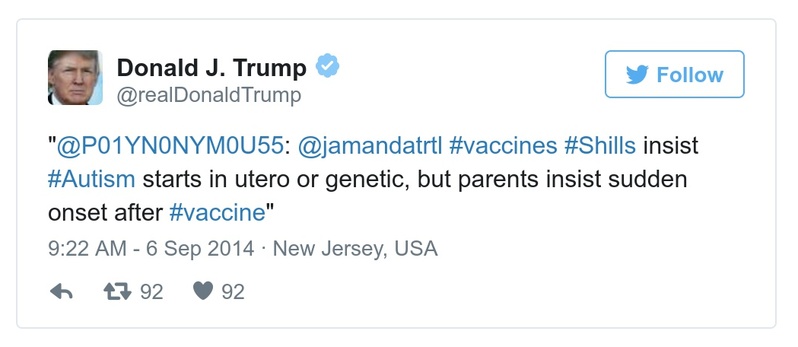 Donald J. Trump
@realDonaldTrump
Follow
"@P01YN0NYM0U55: @jamandatrtl #vaccines #Shills insist
#Autism starts in utero or genetic, but parents insist sudden
onset after #vaccine"
9:22 AM - 6 Sep 2014 · New Jersey, USA
92 92